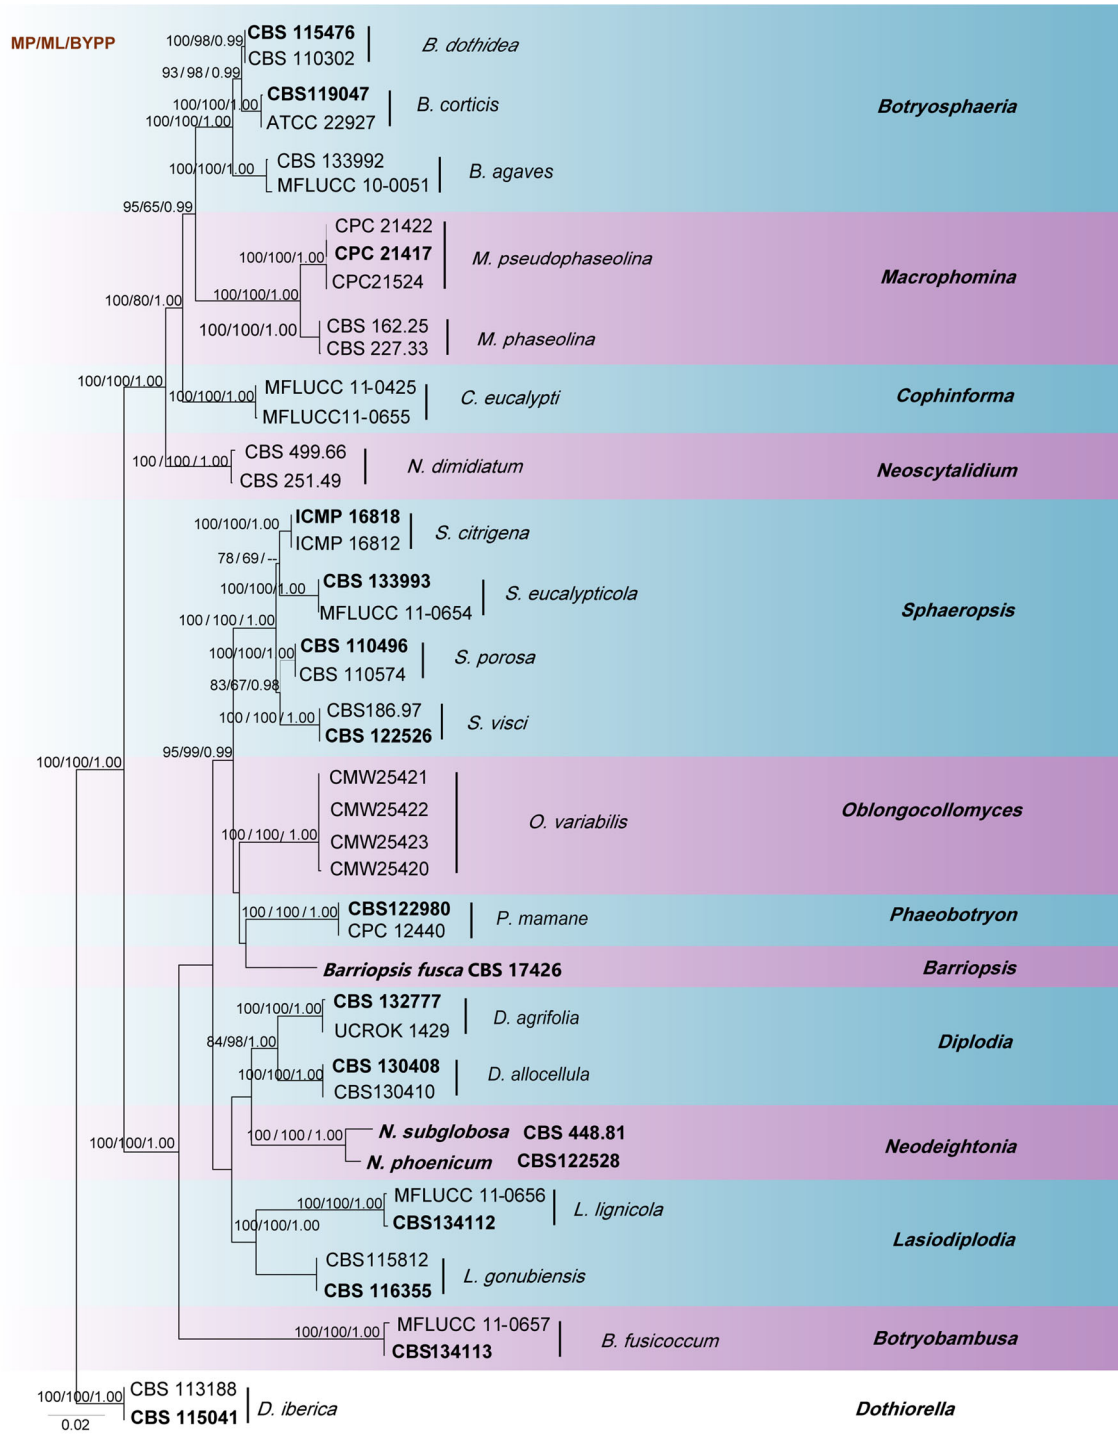 MP/ML/BYPP
100/98/0.99
CBS 115476
CBS 110302
B. dothidea
93/98/0.99
100/100/1.00
CBS119047
ATCC 22927
B. corticis
Botryosphaeria
100/100/1.00
100/100/1.00
CBS 133992
MFLUCC 10-0051
B. agaves
95/65/0.99
CPC 21422
100/100/1.00
CPC 21417
CPC21524
M. pseudophaseolina
Macrophomina
100/100/1.00
100/80/1.00
100/100/1.00
CBS 162.25
CBS 227.33
M. phaseolina
100/100/1.00
100/100/1.00
MFLUCC 11-0425
MFLUCC11-0655
C. eucalypti
Cophinforma
100/100/1.00
CBS 499.66
CBS 251.49
N. dimidiatum
Neoscytalidium
100/100/1.00
ICMP 16818
ICMP 16812
S. citrigena
78/69/--
100/100/1.00
CBS 133993
MFLUCC 11-0654
S. eucalypticola
Sphaeropsis
100/100/1.00
100/100/1.00
CBS 110496
CBS 110574
S. porosa
83/67/0.98
100/100/1.00
CBS186.97
CBS 122526
S. visci
95/99/0.99
100/100/1.00
CMW25421
CMW25422
CMW25423
CMW25420
100/100/1.00
O. variabilis
Oblongocollomyces
100/100/1.00
CBS122980
CPC 12440
P. mamane
Phaeobotryon
Barriopsis fusca CBS 17426
Barriopsis
100/100/1.00
CBS 132777
UCROK 1429
D. agrifolia
84/98/1.00
Diplodia
100/100/1.00
CBS 130408
CBS130410
D. allocellula
100/100/1.00
100/100/1.00
N. subglobosa CBS 448.81
N. phoenicum CBS122528
Neodeightonia
100/100/1.00
MFLUCC 11-0656
CBS134112
L. lignicola
100/100/1.00
Lasiodiplodia
CBS115812
CBS 116355
L. gonubiensis
100/100/1.00
MFLUCC 11-0657
CBS134113
B. fusicoccum
Botryobambusa
100/100/1.00
CBS 113188
CBS 115041
D. iberica
Dothiorella
0.02